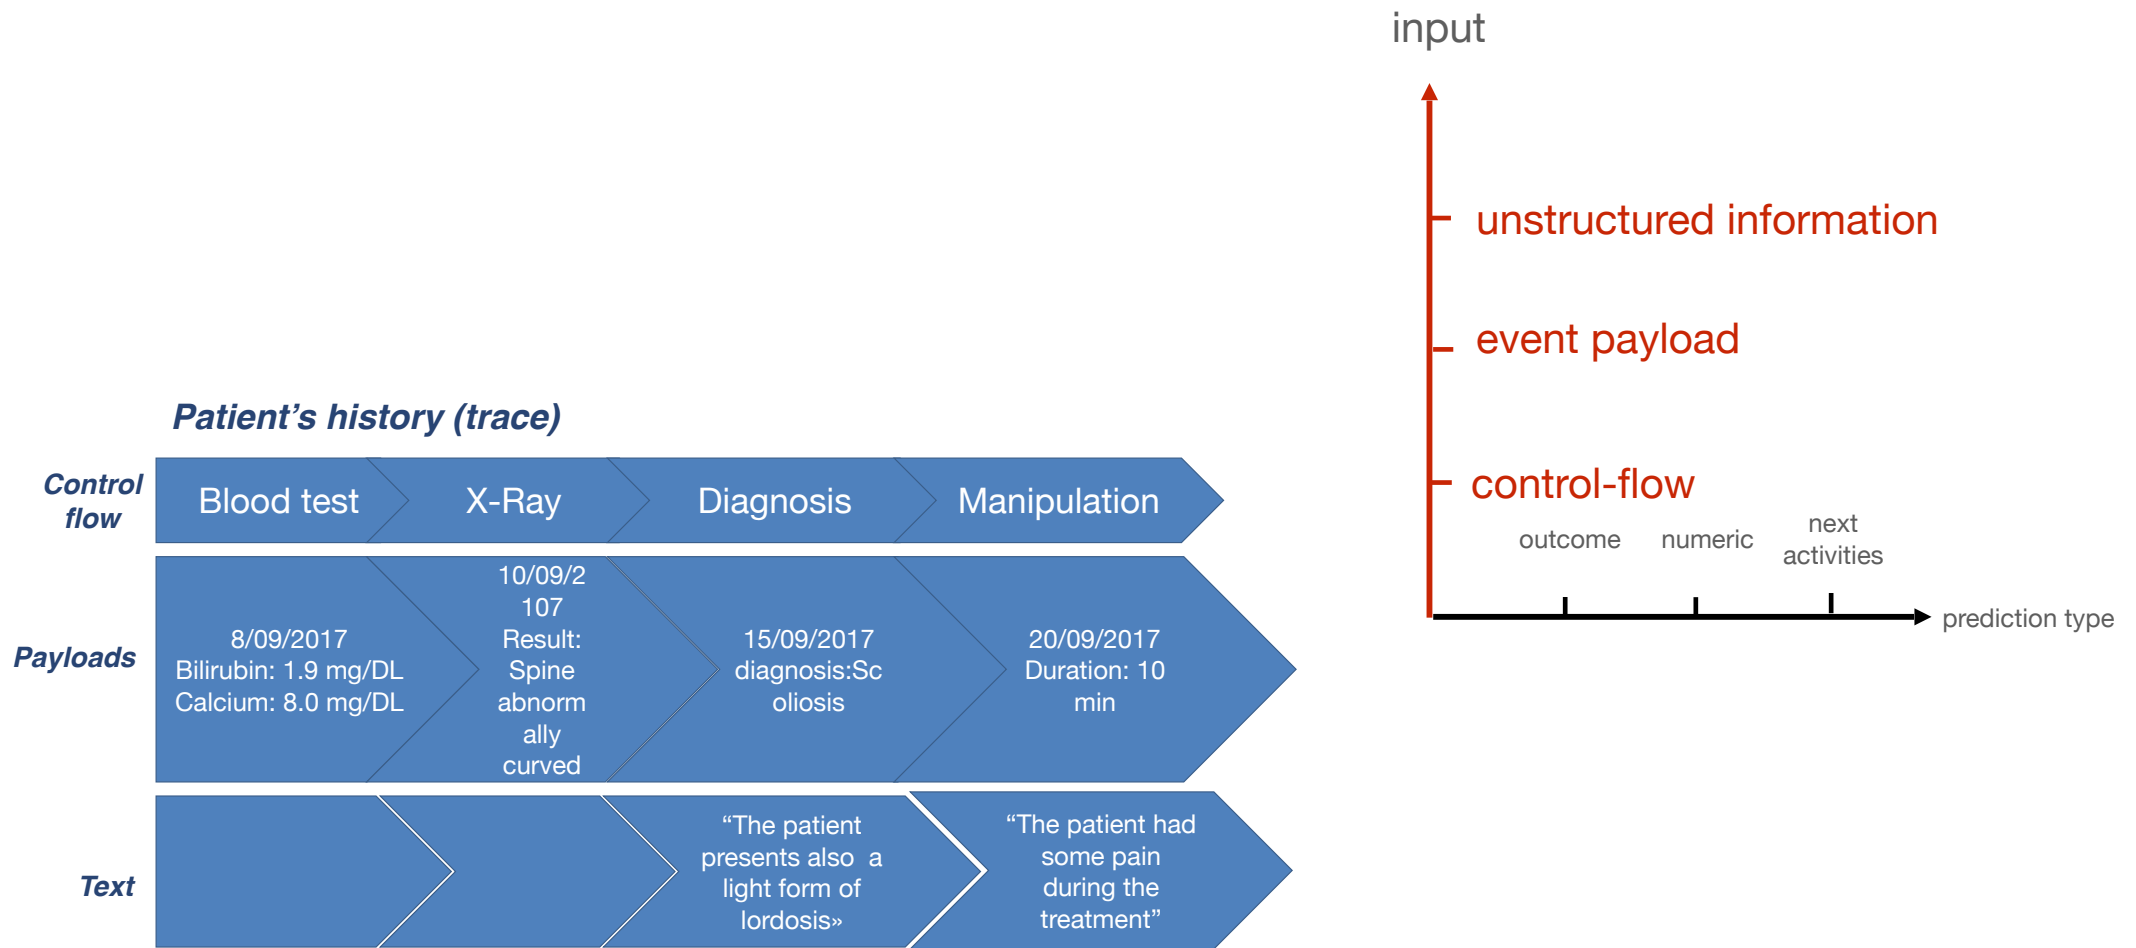 input
unstructured information
event payload
control-flow
outcome
numeric
next
activities
prediction type
Patient's history (trace)
Control
flow
Blood test
X-Ray
Diagnosis
Manipulation
Payloads
8/09/2017
Bilirubin: 1.9 mg/DL
Calcium: 8.0 mg/DL
10/09/2
107
Result:
Spine
abnorm
ally
curved
15/09/2017
diagnosis:Sc
oliosis
20/09/2017
Duration: 10
min
Text
“The patient
presents also a
light form of
lordosis»
“The patient had
some pain
during the
treatment”